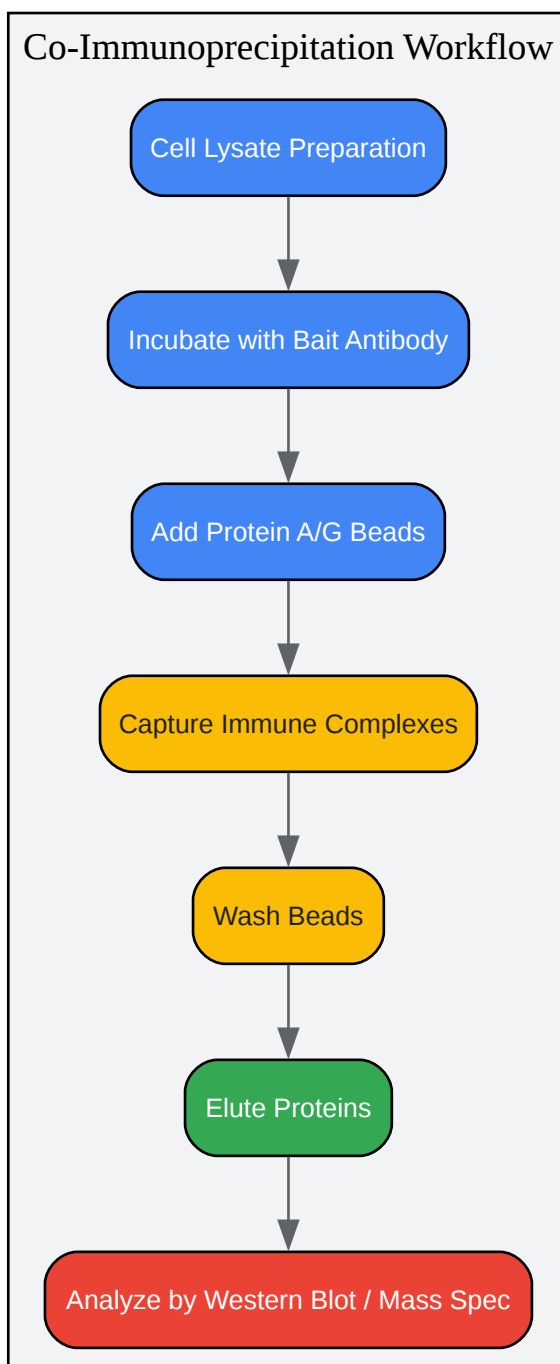 Co-Immunoprecipitation Workflow
Cell Lysate Preparation
Incubate with Bait Antibody
Add Protein A/G Beads
Capture Immune Complexes
Wash Beads
Elute Proteins
Analyze by Western Blot / Mass Spec